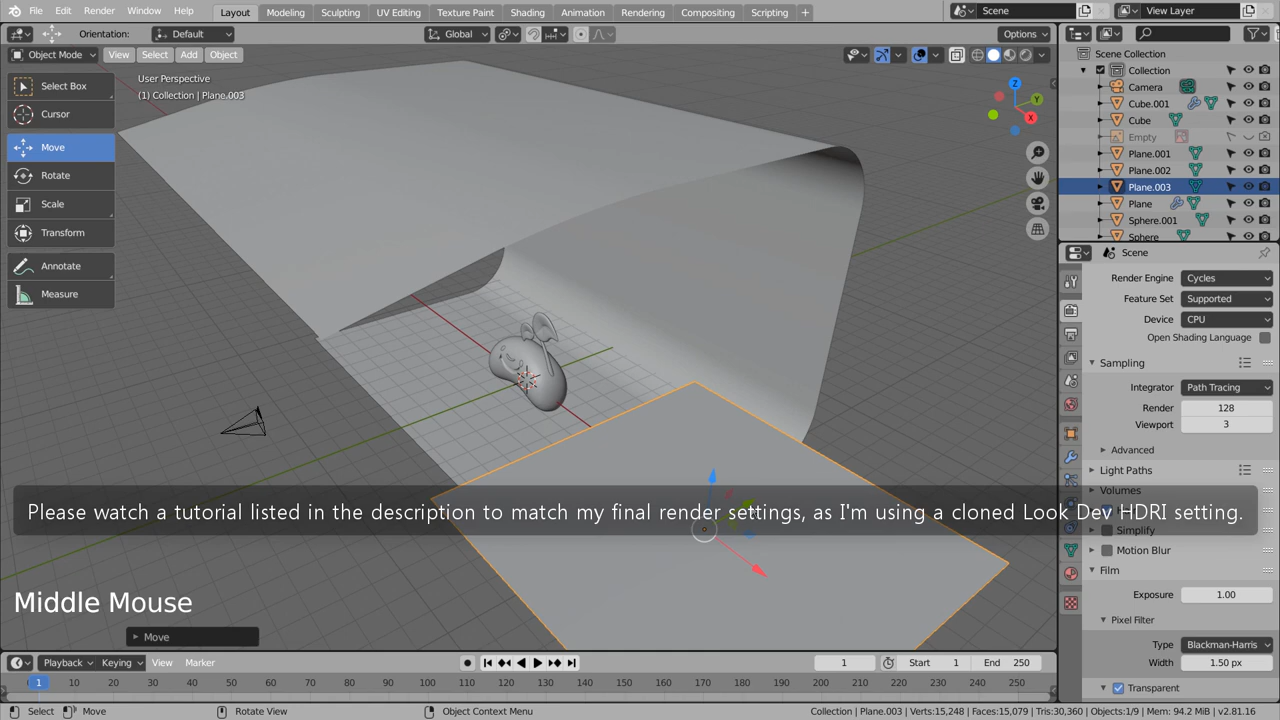 File Edit Render Window Help Layout Modeling Sculpting UV Editing Texture Paint Shading Animation Rendering Compositing Scripting + Scene View Layer
Orientation: Default Global Options
Object Mode View Select Add Object
Select Box
Cursor
Move
Rotate
Scale
Transform
Annotate
Measure
User Perspective
(1) Collection | Plane.003
Z
Y
X
Scene Collection
Collection
Camera
Cube.001
Cube
Empty
Plane.001
Plane.002
Plane.003
Plane
Sphere.001
Sphere
Scene
Render Engine Cycles
Feature Set Supported
Device CPU
Open Shading Language
Sampling
Integrator Path Tracing
Render 128
Viewport 3
Advanced
Light Paths
Volumes
Simplify
Motion Blur
Film
Exposure 1.00
Pixel Filter
Type Blackman-Harris
Width 1.50 px
Transparent
Please watch a tutorial listed in the description to match my final render settings, as I'm using a cloned Look Dev HDRI setting.
Middle Mouse
Move
Playback Keying View Marker 1 Start 1 End 250
1 10 20 30 40 50 60 70 80 90 100 110 120 130 140 150 160 170 180 190 200 210 220 230 240 250
Select Move Rotate View Object Context Menu Collection | Plane.003 | Verts:15,248 | Faces:15,079 | Tris:30,360 | Objects:1/9 | Mem: 94.2 MiB | v2.81.16